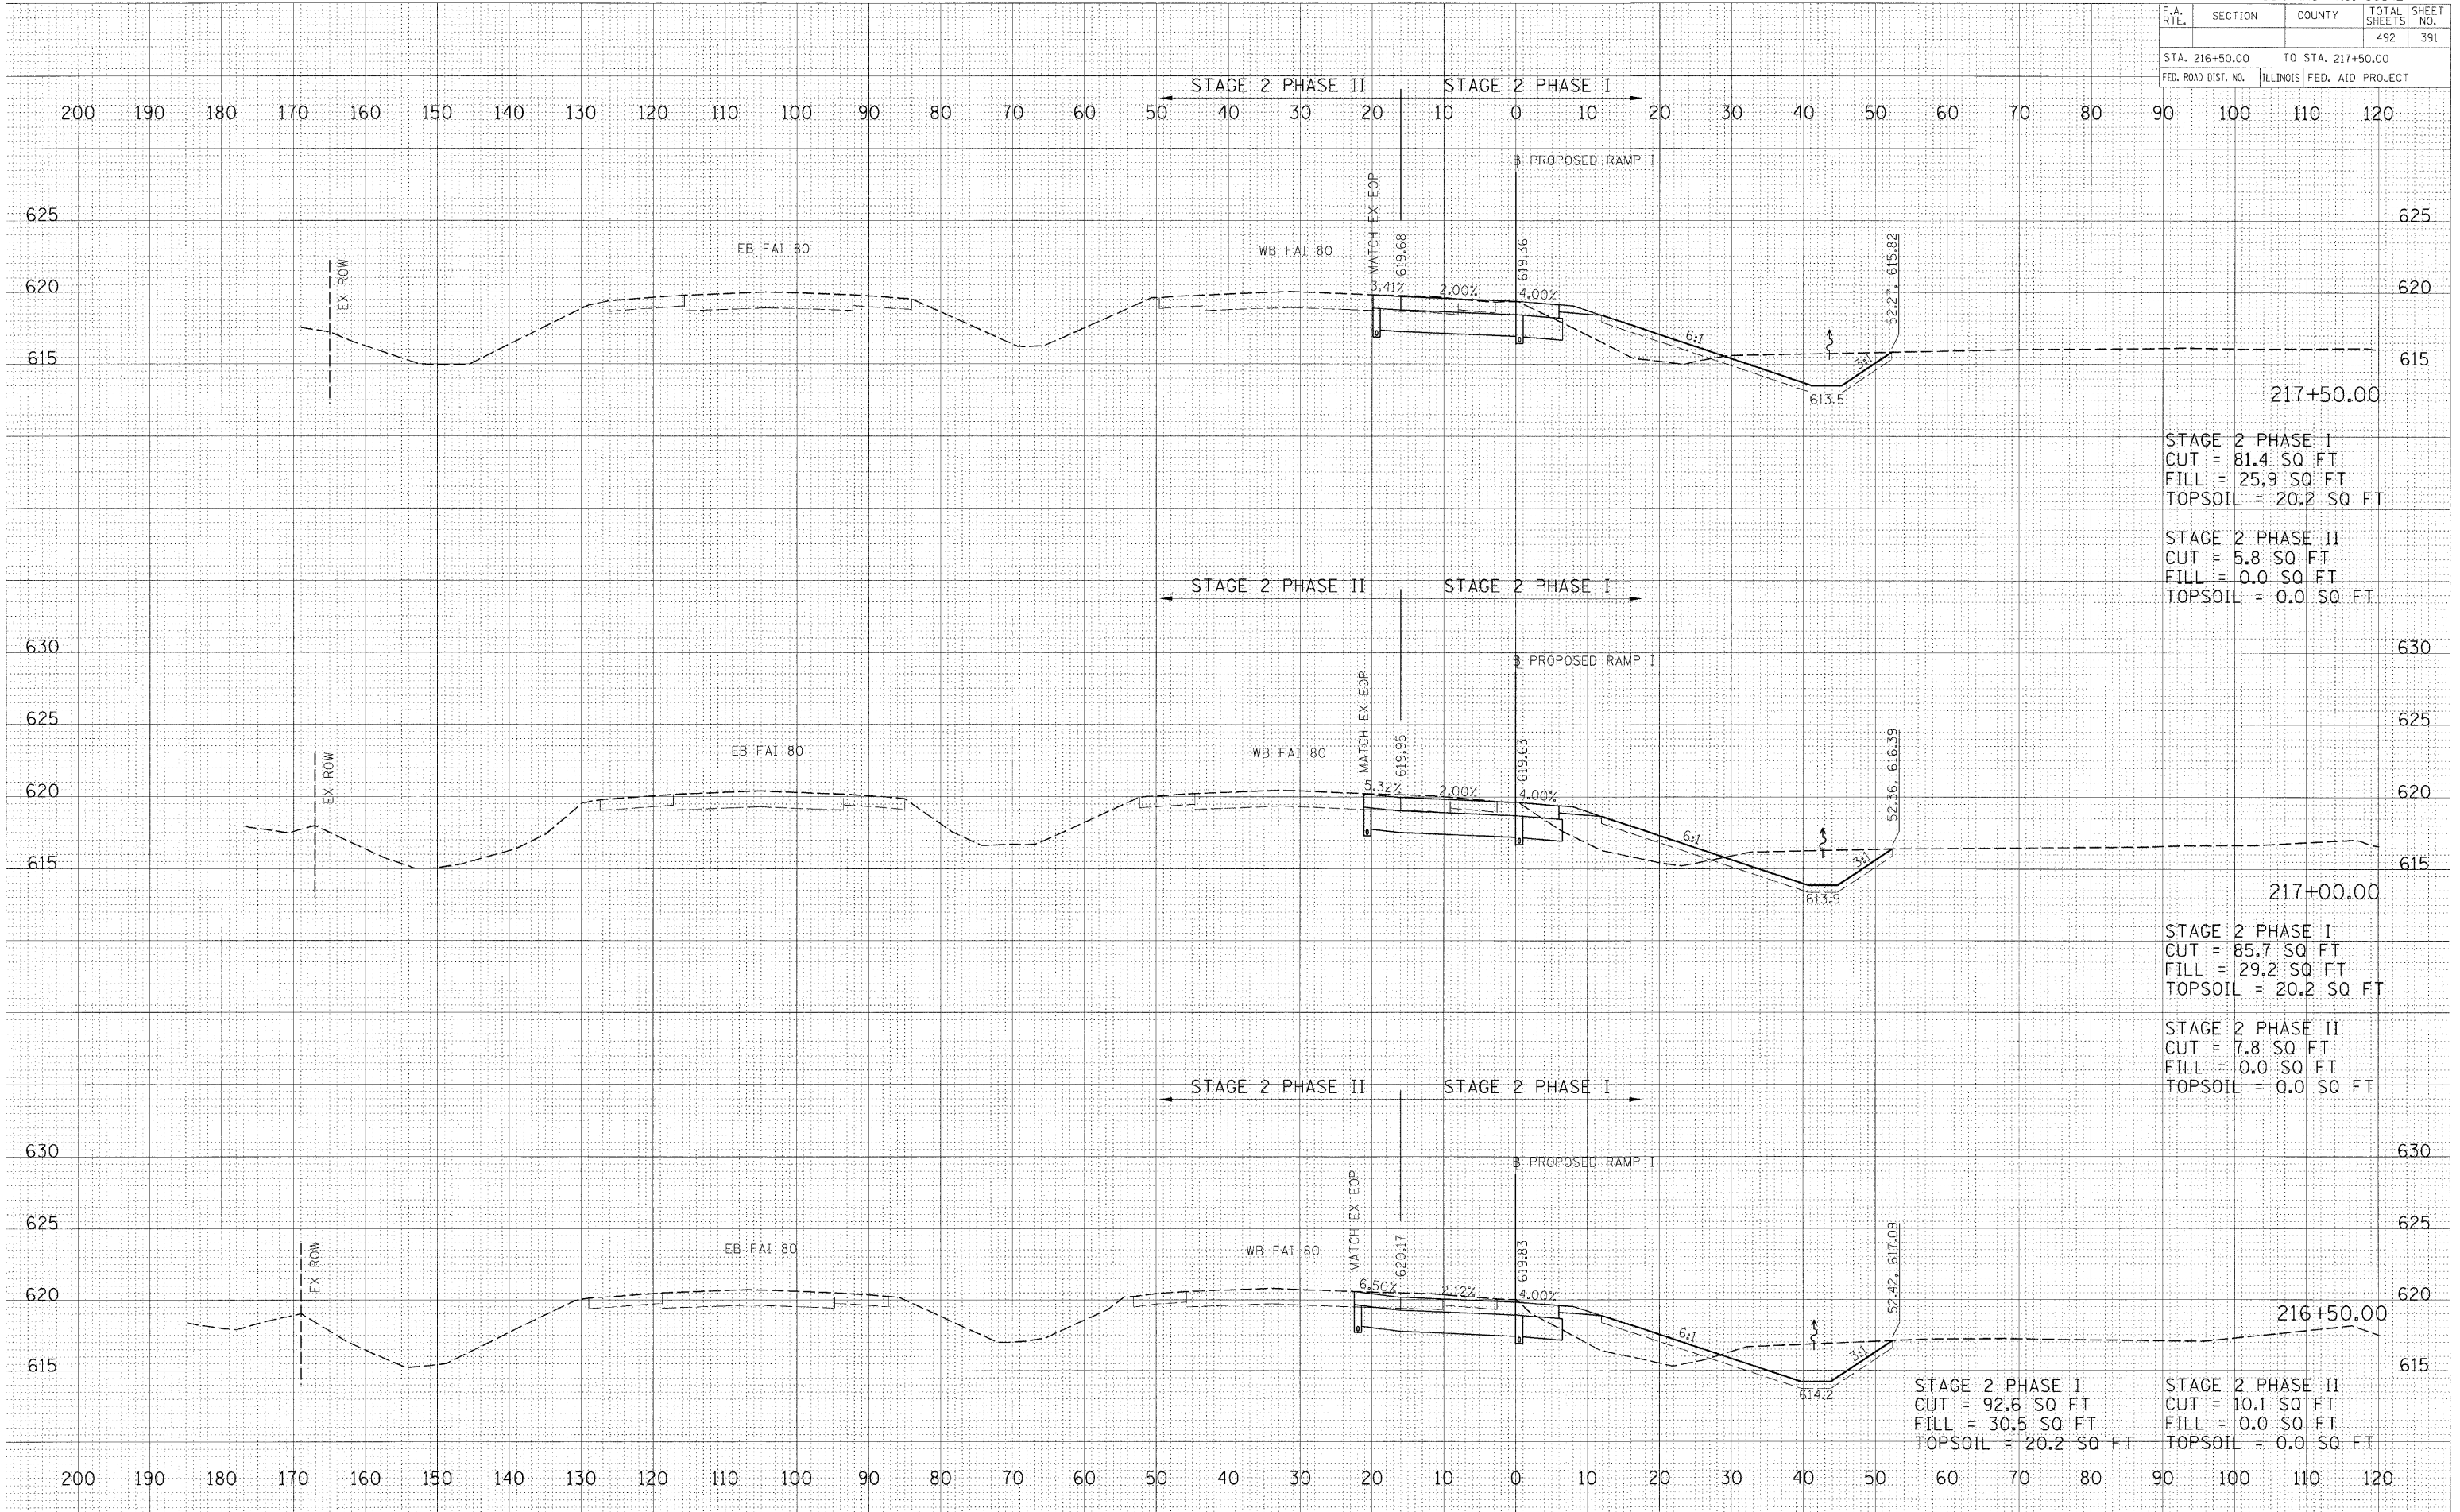 F.A. RTE. SECTION COUNTY TOTAL SHEETS SHEET NO.
492 391
STA. 216+50.00 TO STA. 217+50.00
FED. ROAD DIST. NO. ILLINOIS FED. AID PROJECT
STAGE 2 PHASE II STAGE 2 PHASE I
200 190 180 170 160 150 140 130 120 110 100 90 80 70 60 50 40 30 20 10 0 10 20 30 40 50 60 70 80 90 100 110 120
℄ PROPOSED RAMP I
625 625
EX ROW
EB FAI 80
WB FAI 80
MATCH EX EOP
619.68
619.36
52.27, 615.82
620 620
3.41% 2.00% 4.00%
6:1
3:1
615 615
613.5
217+50.00
STAGE 2 PHASE I
CUT = 81.4 SQ FT
FILL = 25.9 SQ FT
TOPSOIL = 20.2 SQ FT
STAGE 2 PHASE II
CUT = 5.8 SQ FT
FILL = 0.0 SQ FT
TOPSOIL = 0.0 SQ FT
STAGE 2 PHASE II STAGE 2 PHASE I
630 630
℄ PROPOSED RAMP I
625 625
EX ROW
EB FAI 80
WB FAI 80
MATCH EX EOP
619.95
619.63
52.36, 616.39
620 620
5.32% 2.00% 4.00%
6:1
3:1
615 615
613.9
217+00.00
STAGE 2 PHASE I
CUT = 85.7 SQ FT
FILL = 29.2 SQ FT
TOPSOIL = 20.2 SQ FT
STAGE 2 PHASE II
CUT = 7.8 SQ FT
FILL = 0.0 SQ FT
TOPSOIL = 0.0 SQ FT
STAGE 2 PHASE II STAGE 2 PHASE I
630 630
℄ PROPOSED RAMP I
625 625
EX ROW
EB FAI 80
WB FAI 80
MATCH EX EOP
620.17
619.83
52.42, 617.09
620 620
6.50% 2.12% 4.00%
216+50.00
6:1
3:1
615 615
614.2
STAGE 2 PHASE I
CUT = 92.6 SQ FT
FILL = 30.5 SQ FT
TOPSOIL = 20.2 SQ FT
STAGE 2 PHASE II
CUT = 10.1 SQ FT
FILL = 0.0 SQ FT
TOPSOIL = 0.0 SQ FT
200 190 180 170 160 150 140 130 120 110 100 90 80 70 60 50 40 30 20 10 0 10 20 30 40 50 60 70 80 90 100 110 120